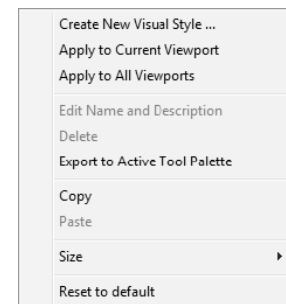 Create New Visual Style ...
Apply to Current Viewport
Apply to All Viewports
Edit Name and Description
Delete
Export to Active Tool Palette
Copy
Paste
Size
Reset to default